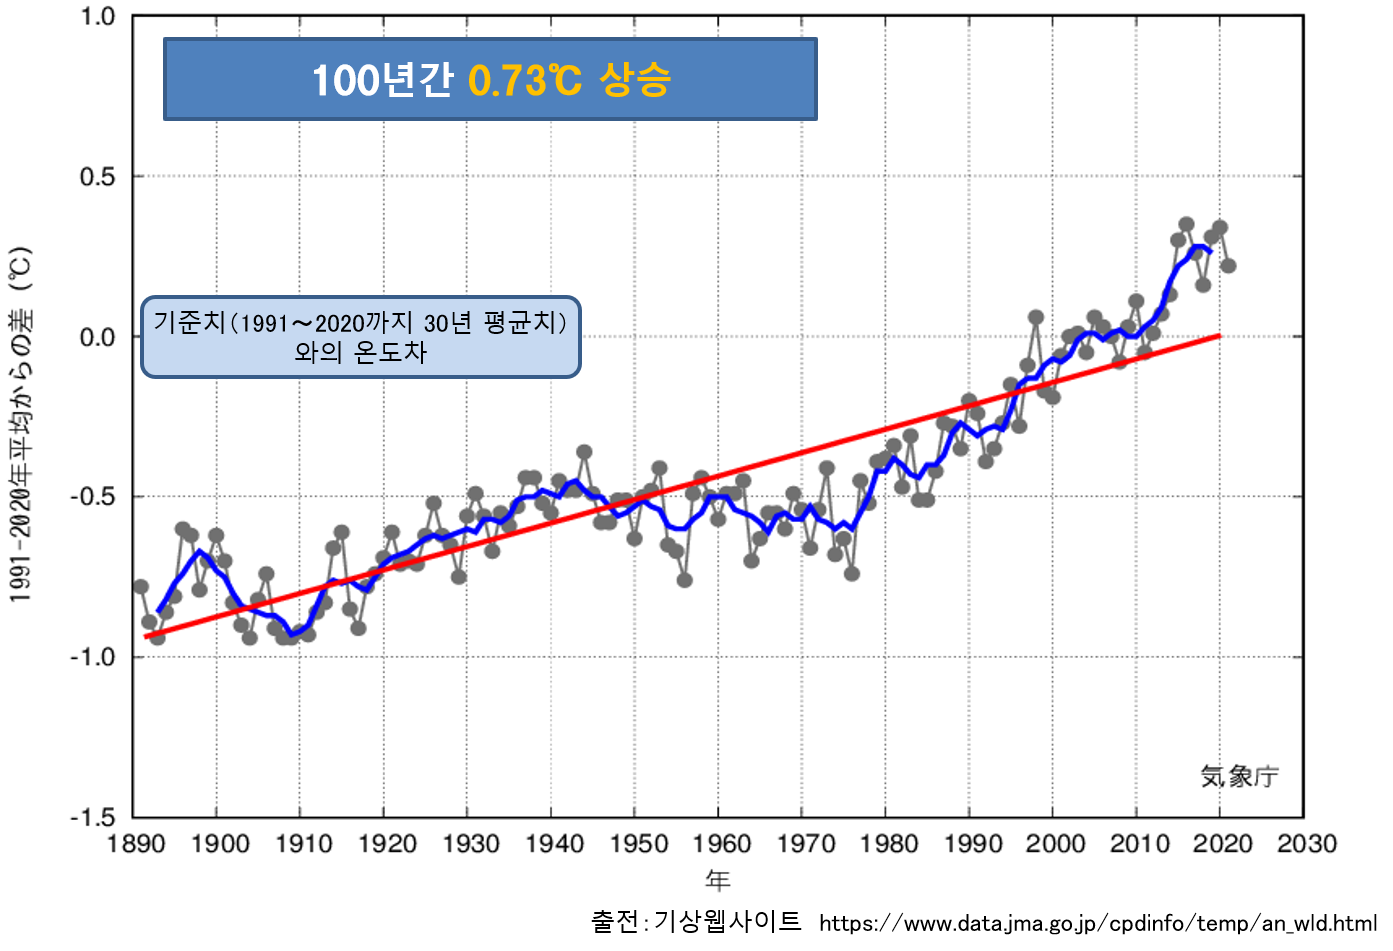 100년간 0.73℃ 상승
기준치(1991～2020까지 30년 평균치)
와의 온도차
1991-2020年平均からの差 (℃)
1.0
0.5
0.0
-0.5
-1.0
-1.5
気象庁
1890 1900 1910 1920 1930 1940 1950 1960 1970 1980 1990 2000 2010 2020 2030
年
출전:기상웹사이트 https://www.data.jma.go.jp/cpdinfo/temp/an_wld.html